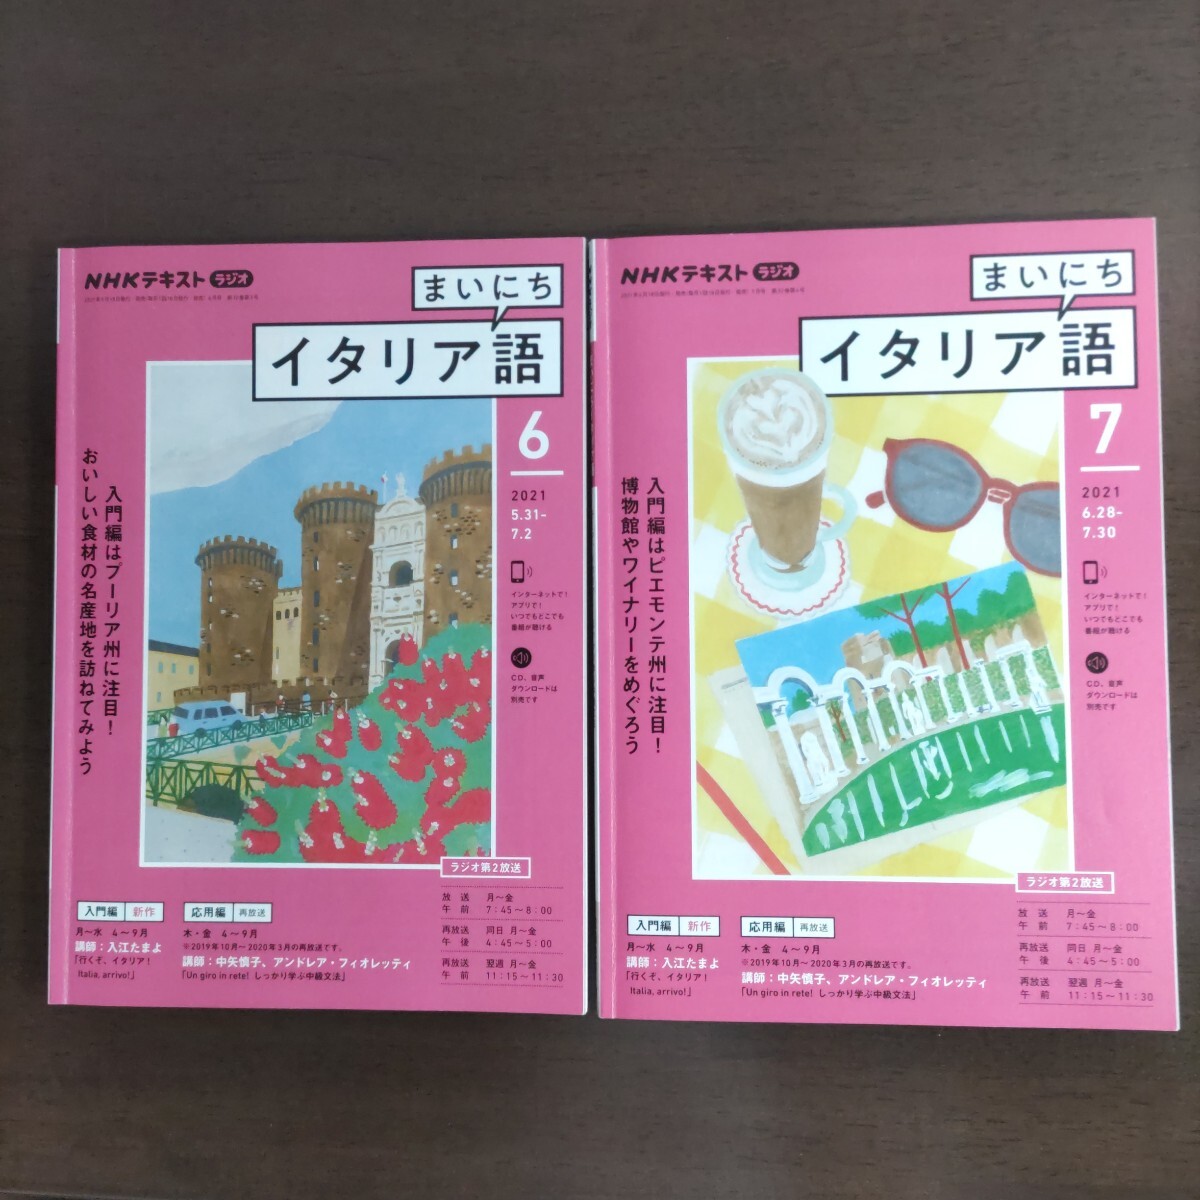 NHKテキスト ラジオ
まいにち
イタリア語
6
2021
5.31-
7.2
インターネットで!
アプリで!
いつでもどこでも
番組が聴ける
CD、音声
ダウンロードは
別売です
入門編はプーリア州に注目!
おいしい食材の名産地を訪ねてみよう
ラジオ第2放送
放 送 月〜金
午 前 7:45〜8:00
再放送 同日 月〜金
午 後 4:45〜5:00
再放送 翌週 月〜金
午 前 11:15〜11:30
入門編 新作
月〜水 4〜9月
講師:入江たまよ
「行くぞ、イタリア!
Italia, arrivo!」
応用編 再放送
木・金 4〜9月
※2019年10月〜2020年3月の再放送です。
講師:中矢慎子、アンドレア・フィオレッティ
「Un giro in rete! しっかり学ぶ中級文法」
NHKテキスト ラジオ
まいにち
イタリア語
7
2021
6.28-
7.30
インターネットで!
アプリで!
いつでもどこでも
番組が聴ける
CD、音声
ダウンロードは
別売です
入門編はピエモンテ州に注目!
博物館やワイナリーをめぐろう
ラジオ第2放送
放 送 月〜金
午 前 7:45〜8:00
再放送 同日 月〜金
午 後 4:45〜5:00
再放送 翌週 月〜金
午 前 11:15〜11:30
入門編 新作
月〜水 4〜9月
講師:入江たまよ
「行くぞ、イタリア!
Italia, arrivo!」
応用編 再放送
木・金 4〜9月
※2019年10月〜2020年3月の再放送です。
講師:中矢慎子、アンドレア・フィオレッティ
「Un giro in rete! しっかり学ぶ中級文法」